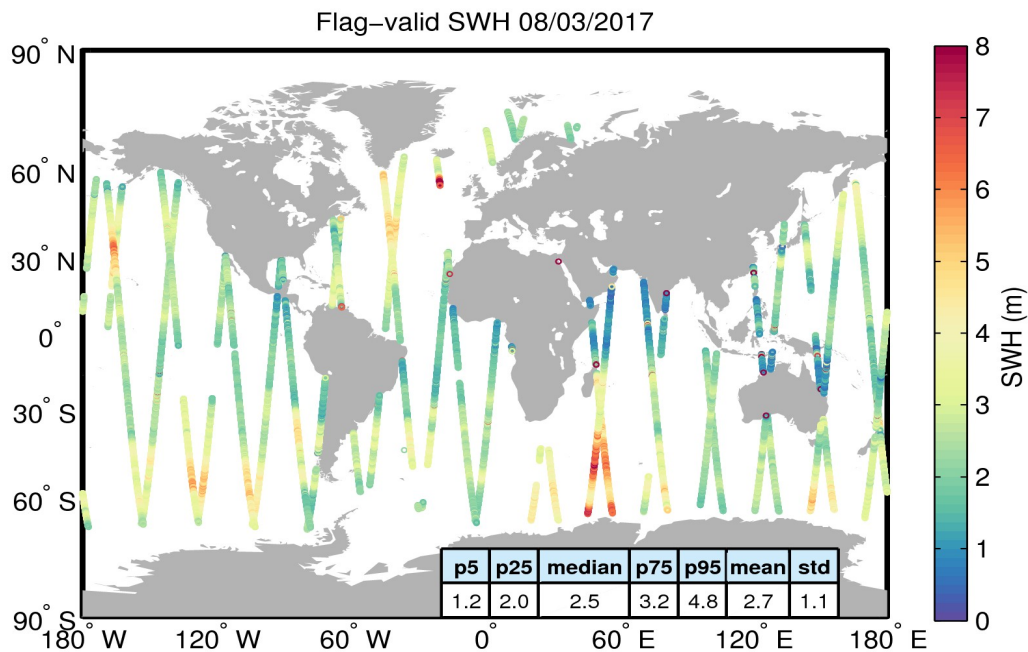 Flag−valid SWH 08/03/2017
90° N
60° N
30° N
0°
30° S
60° S
90° S
180° W
120° W
60° W
0°
60° E
120° E
180° E
8
7
6
5
4
3
2
1
0
SWH (m)
p5 p25 median p75 p95 mean std
1.2 2.0 2.5 3.2 4.8 2.7 1.1